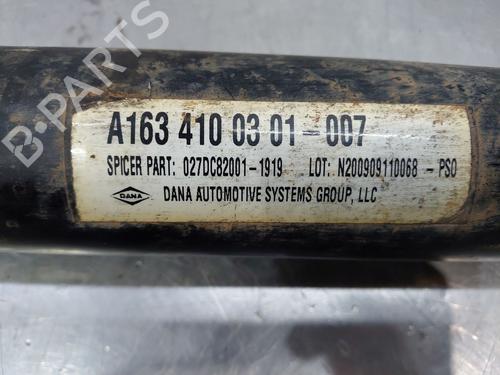 B-Parts
A163 410 03 01-007
SPICER PART: 027DC82001-1919 LOT: N200909110068-PSO
DANA DANA AUTOMOTIVE SYSTEMS GROUP, LLC